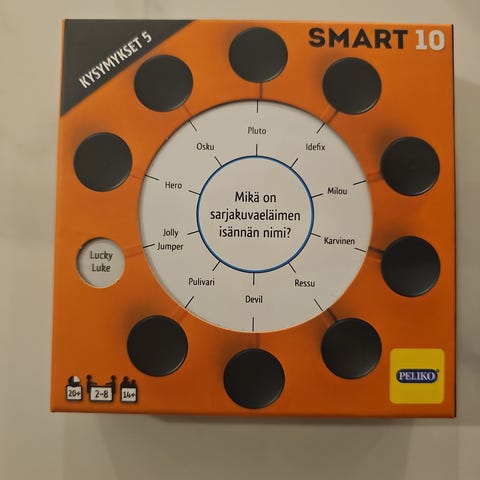 KYSYMYKSET 5
SMART 10
Pluto
Idefix
Milou
Karvinen
Ressu
Devil
Pulivari
Jolly
Jumper
Hero
Osku
Mikä on
sarjakuvaeläimen
isännän nimi?
Lucky
Luke
20+
2-8
14+
PELIKO